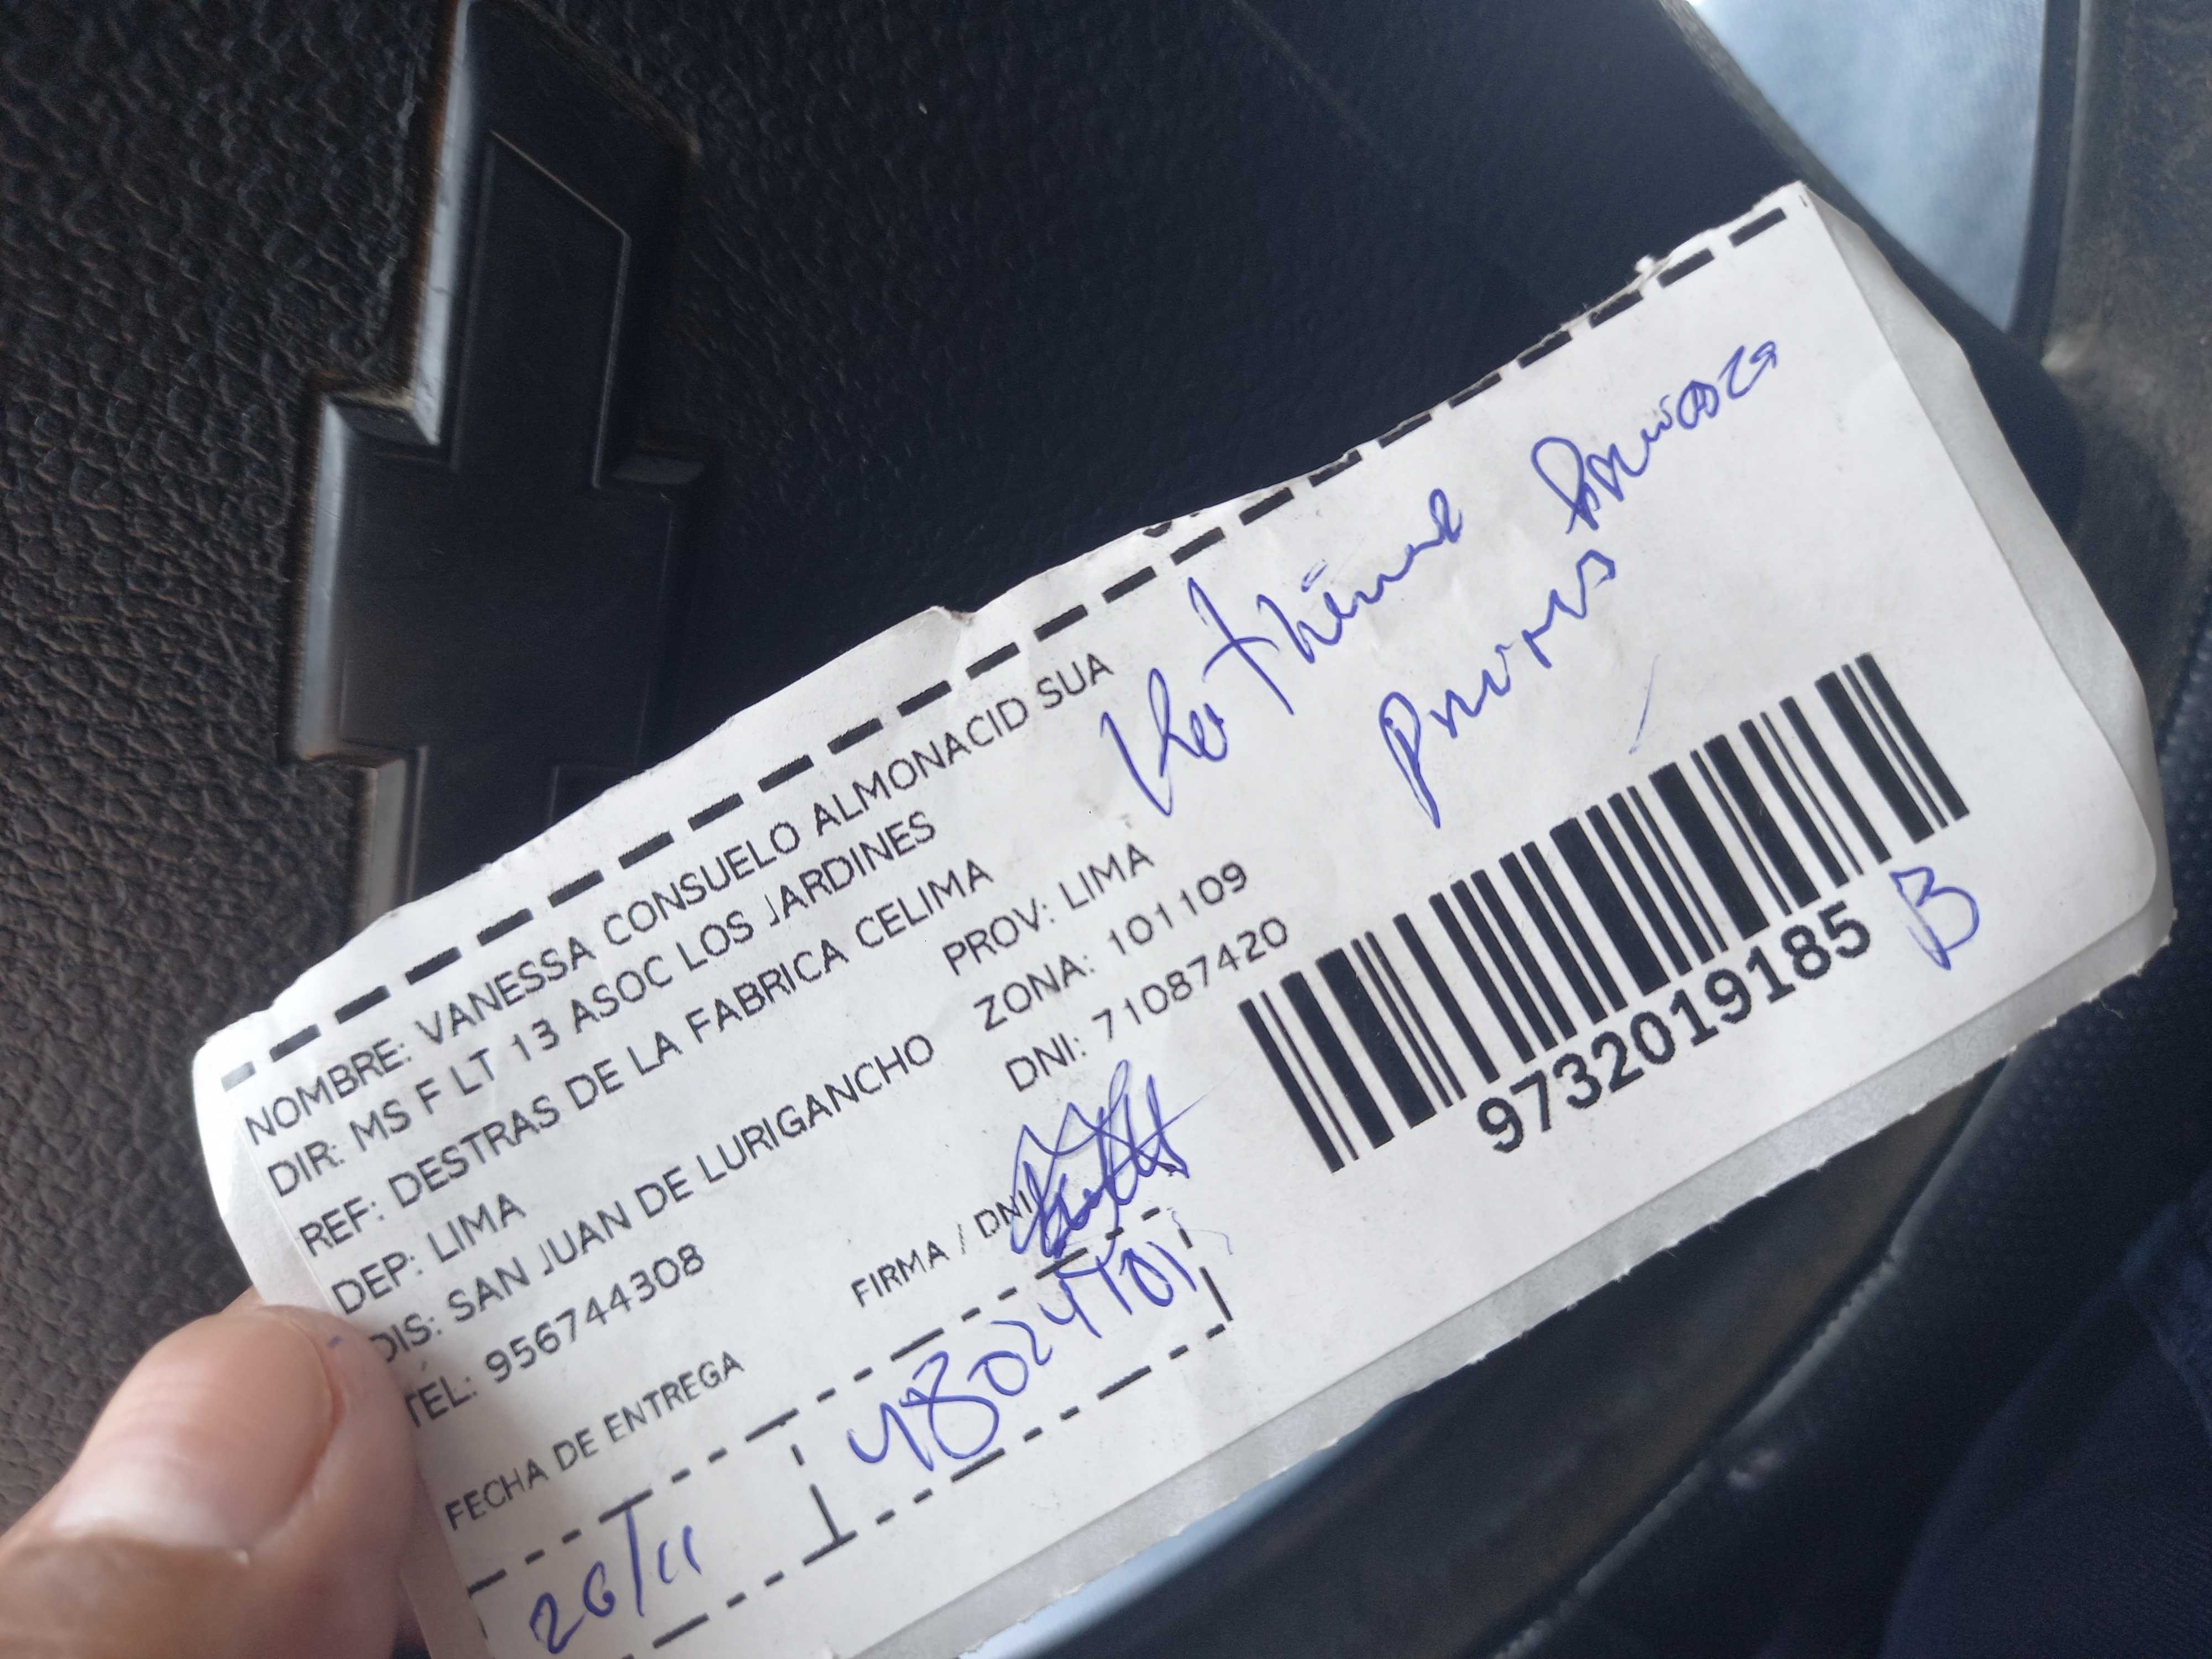 NOMBRE: VANESSA CONSUELO ALMONACID SUA
DIR: MS F LT 13 ASOC LOS JARDINES
REF: DESTRAS DE LA FABRICA CELIMA
DEP: LIMA PROV: LIMA
DIS: SAN JUAN DE LURIGANCHO ZONA: 101109
TEL: 956744308 DNI: 71087420
FECHA DE ENTREGA FIRMA / DNI
26/11
Prima
9732019185
B